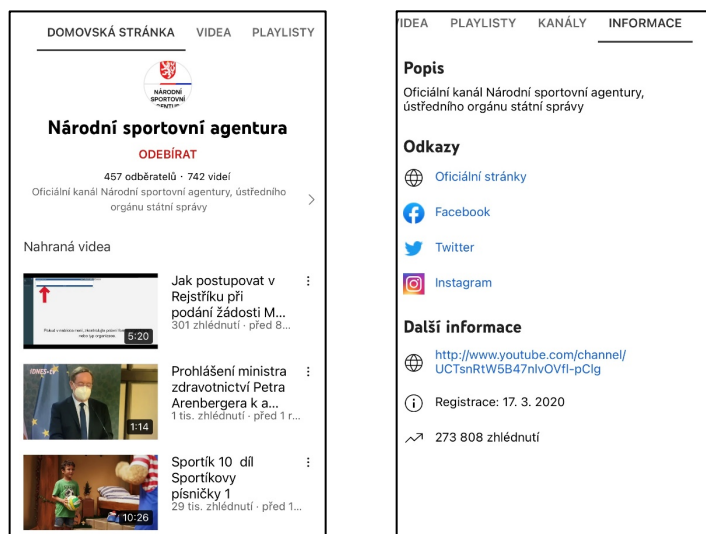 DOMOVSKÁ STRÁNKA VIDEA PLAYLISTY
NÁRODNÍ
SPORTOVNÍ
Národní sportovní agentura
ODEBÍRAT
457 odběratelů · 742 videí
Oficiální kanál Národní sportovní agentury, ústředního
orgánu státní správy
Nahraná videa
5:20
Jak postupovat v
Rejstříku při
podání žádosti M...
301 zhlédnutí · před 8...
iDNES•tv
1:14
Prohlášení ministra
zdravotnictví Petra
Arenbergera k a...
1 tis. zhlédnutí · před 1 r...
10:26
Sportík 10 díl
Sportíkovy
písničky 1
29 tis. zhlédnutí · před 1...
VIDEA PLAYLISTY KANÁLY INFORMACE
Popis
Oficiální kanál Národní sportovní agentury,
ústředního orgánu státní správy
Odkazy
Oficiální stránky
Facebook
Twitter
Instagram
Další informace
http://www.youtube.com/channel/
UCTsnRtW5B47nlvOVfl-pClg
Registrace: 17. 3. 2020
273 808 zhlédnutí